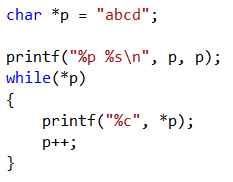 char *p = "abcd";
printf("%p %s\n", p, p);
while(*p)
{
    printf("%c", *p);
    p++;
}